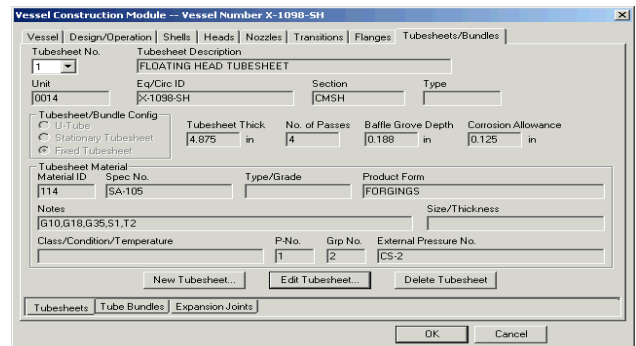 Vessel Construction Module -- Vessel Number X-1098-SH
Vessel Design/Operation Shells Heads Nozzles Transitions Flanges Tubesheets/Bundles
Tubesheet No. Tubesheet Description
1 FLOATING HEAD TUBESHEET
Unit Eq/Circ ID Section Type
0014 X-1098-SH CMSH
Tubesheet/Bundle Config
U-Tube
Stationary Tubesheet
Fixed Tubesheet
Tubesheet Thick No. of Passes Baffle Grove Depth Corrosion Allowance
4.875 in 4 0.188 in 0.125 in
Tubesheet Material
Material ID Spec No. Type/Grade Product Form
114 SA-105 FORGINGS
Notes Size/Thickness
G10,G18,G35,S1,T2
Class/Condition/Temperature P-No. Grp No. External Pressure No.
1 2 CS-2
New Tubesheet... Edit Tubesheet... Delete Tubesheet
Tubesheets Tube Bundles Expansion Joints
OK Cancel